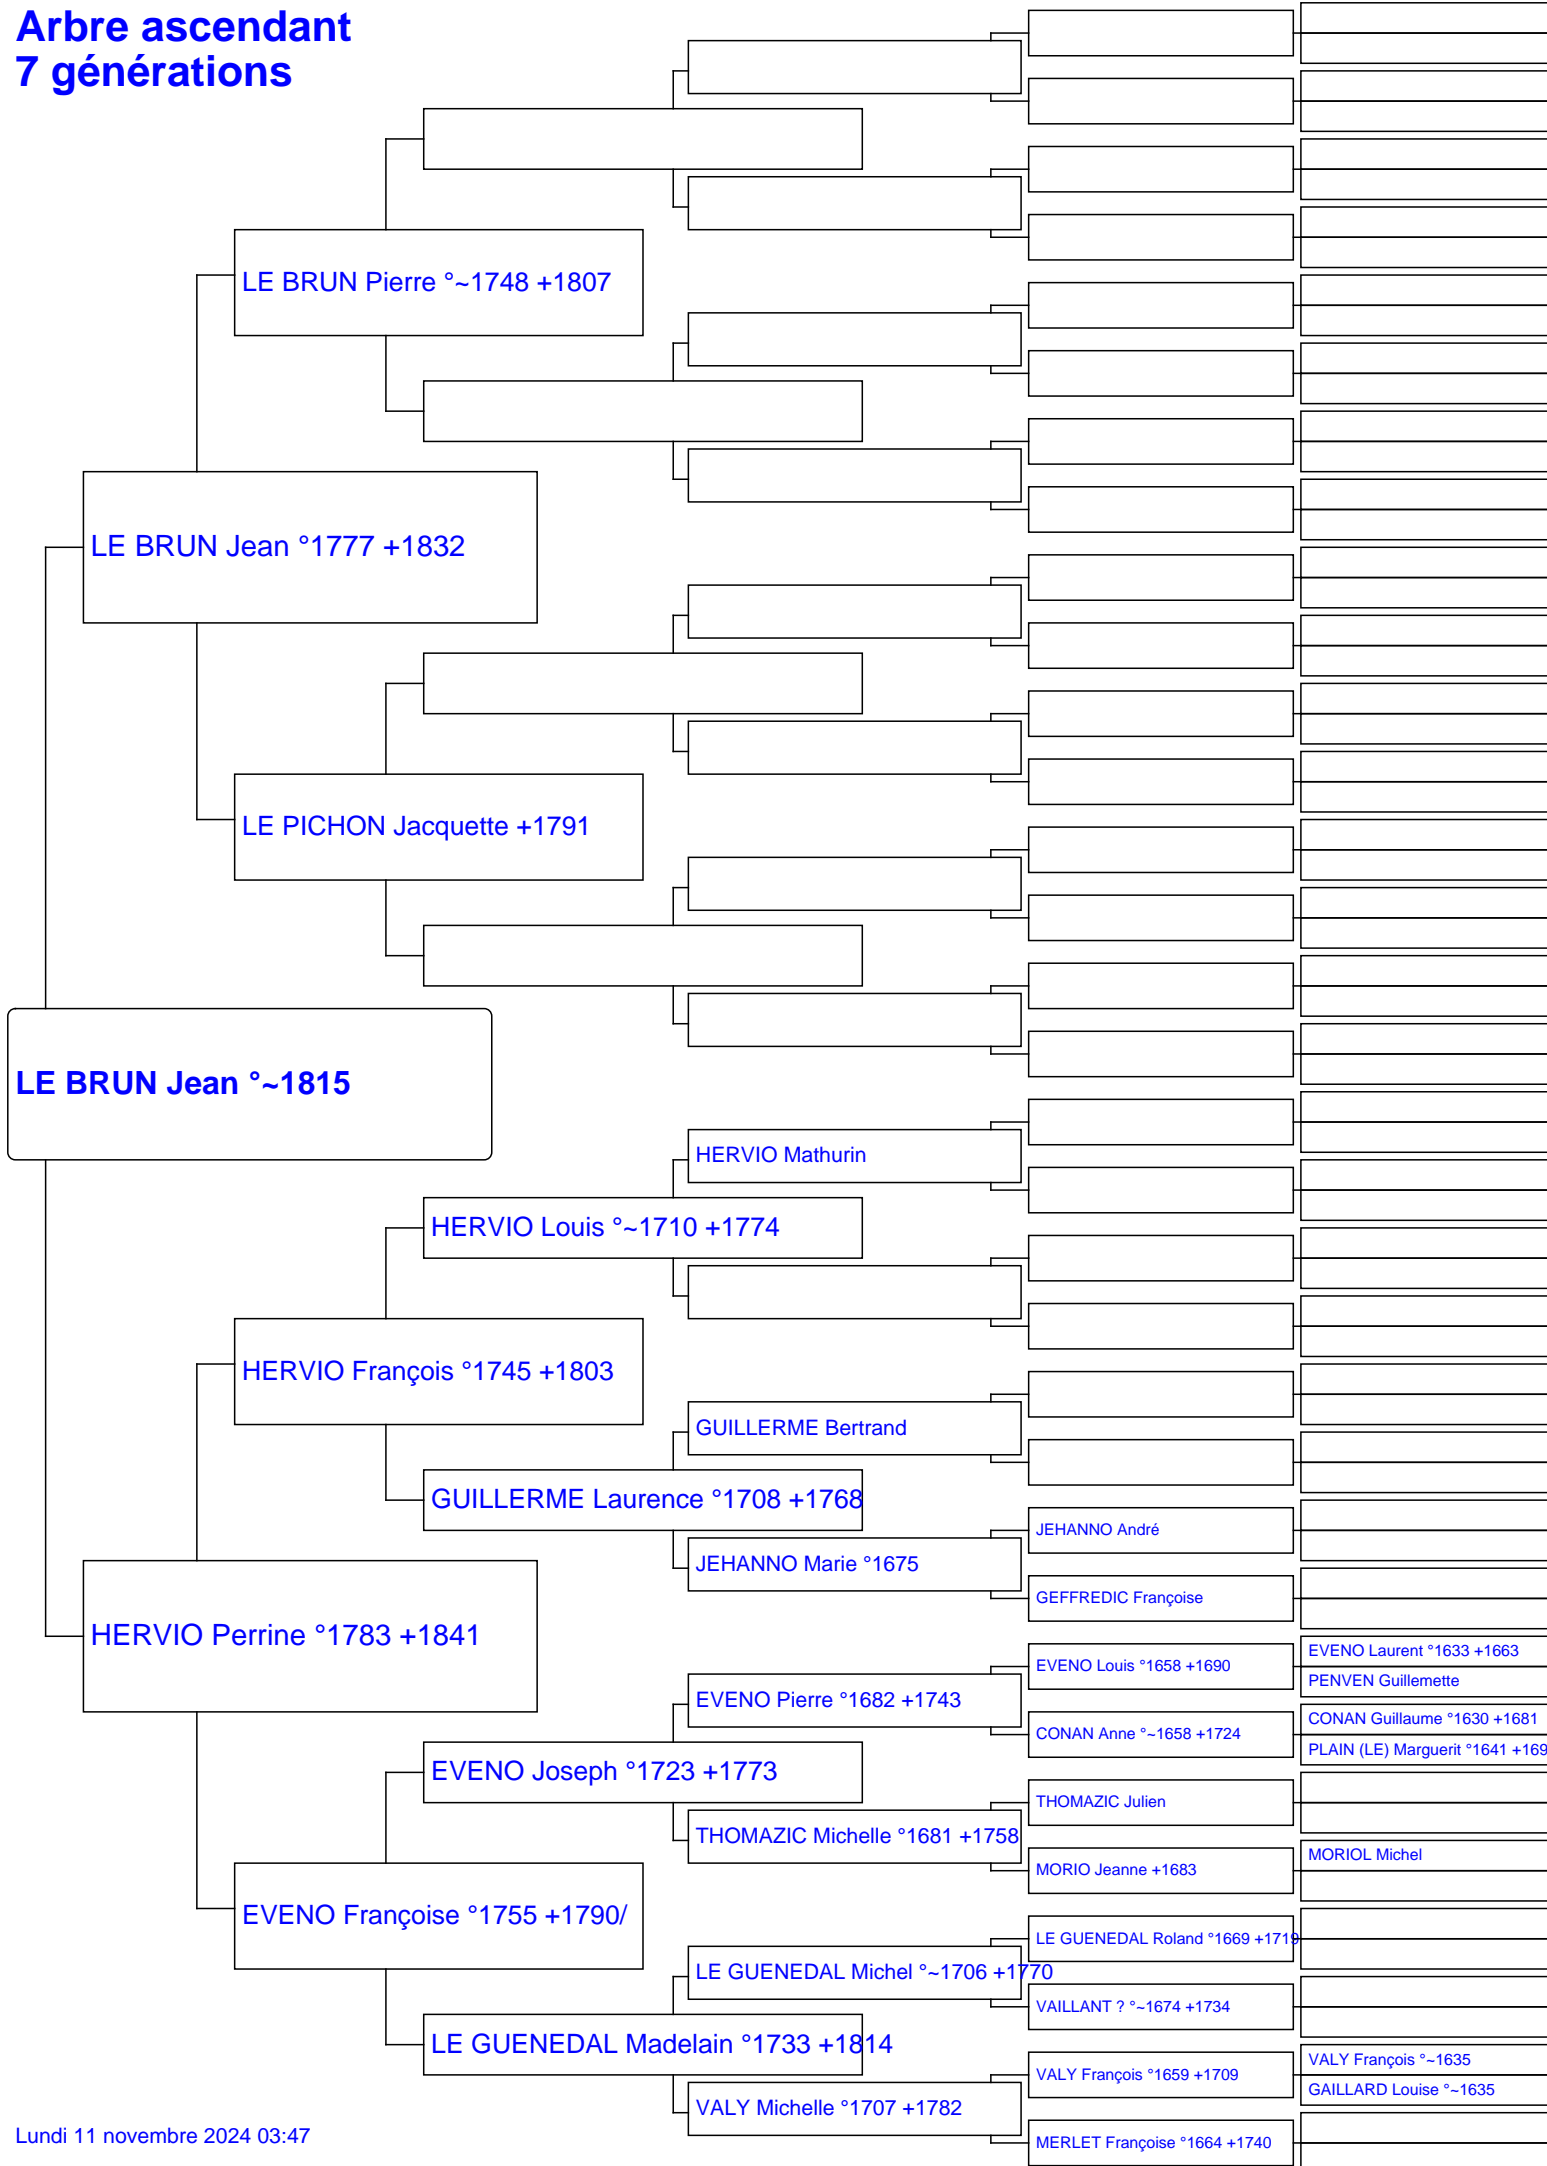 Arbre ascendant
7 générations
LE BRUN Pierre °~1748 +1807
LE BRUN Jean °1777 +1832
LE PICHON Jacquette +1791
LE BRUN Jean °~1815
HERVIO Mathurin
HERVIO Louis °~1710 +1774
HERVIO François °1745 +1803
GUILLERME Bertrand
GUILLERME Laurence °1708 +1768
JEHANNO André
JEHANNO Marie °1675
GEFFREDIC Françoise
HERVIO Perrine °1783 +1841
EVENO Laurent °1633 +1663
EVENO Louis °1658 +1690
PENVEN Guillemette
EVENO Pierre °1682 +1743
CONAN Guillaume °1630 +1681
CONAN Anne °~1658 +1724
PLAIN (LE) Marguerit °1641 +169
EVENO Joseph °1723 +1773
THOMAZIC Julien
THOMAZIC Michelle °1681 +1758
MORIOL Michel
MORIO Jeanne +1683
EVENO Françoise °1755 +1790/
LE GUENEDAL Roland °1669 +1719
LE GUENEDAL Michel °~1706 +1770
VAILLANT ? °~1674 +1734
LE GUENEDAL Madelain °1733 +1814
VALY François °~1635
VALY François °1659 +1709
GAILLARD Louise °~1635
VALY Michelle °1707 +1782
MERLET Françoise °1664 +1740
Lundi 11 novembre 2024 03:47